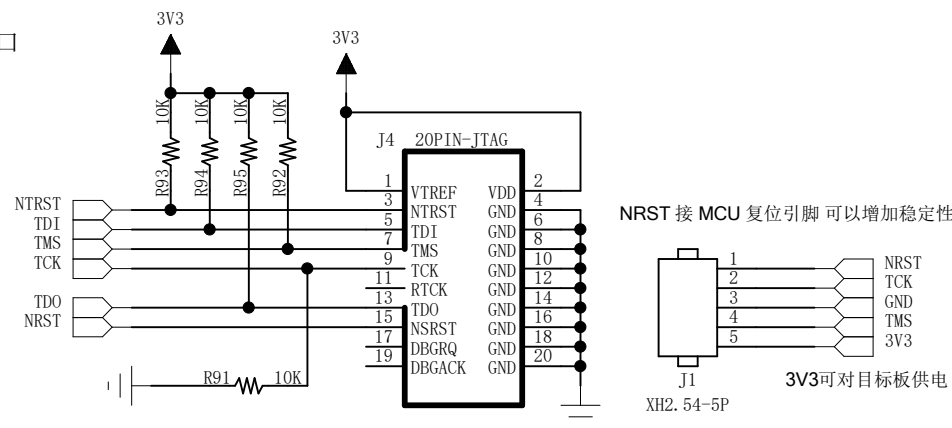 口
3V3
3V3
10K
10K
10K
10K
R93
R94
R95
R92
J4 20PIN-JTAG
NTRST
TDI
TMS
TCK
TDO
NRST
1 VTREF VDD 2
3 NTRST GND 4
5 TDI GND 6
7 TMS GND 8
9 TCK GND 10
11 RTCK GND 12
13 TDO GND 14
15 NSRST GND 16
17 DBGRQ GND 18
19 DBGACK GND 20
R91 10K
NRST 接 MCU 复位引脚 可以增加稳定性
1 NRST
2 TCK
3 GND
4 TMS
5 3V3
J1
XH2.54-5P
3V3可对目标板供电